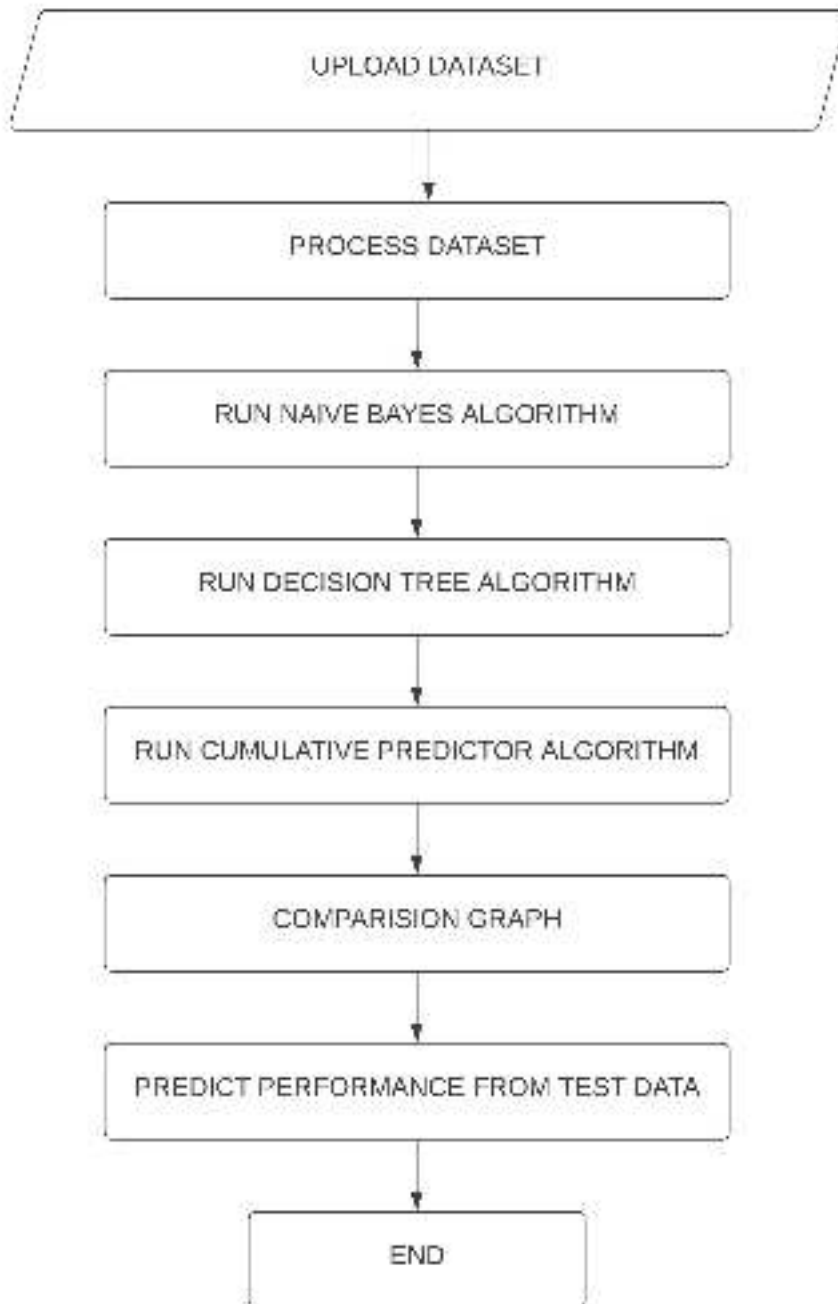 UPLOAD DATASET
PROCESS DATASET
RUN NAIVE BAYES ALGORITHM
RUN DECISION TREE ALGORITHM
RUN CUMULATIVE PREDICTOR ALGORITHM
COMPARISION GRAPH
PREDICT PERFORMANCE FROM TEST DATA
END